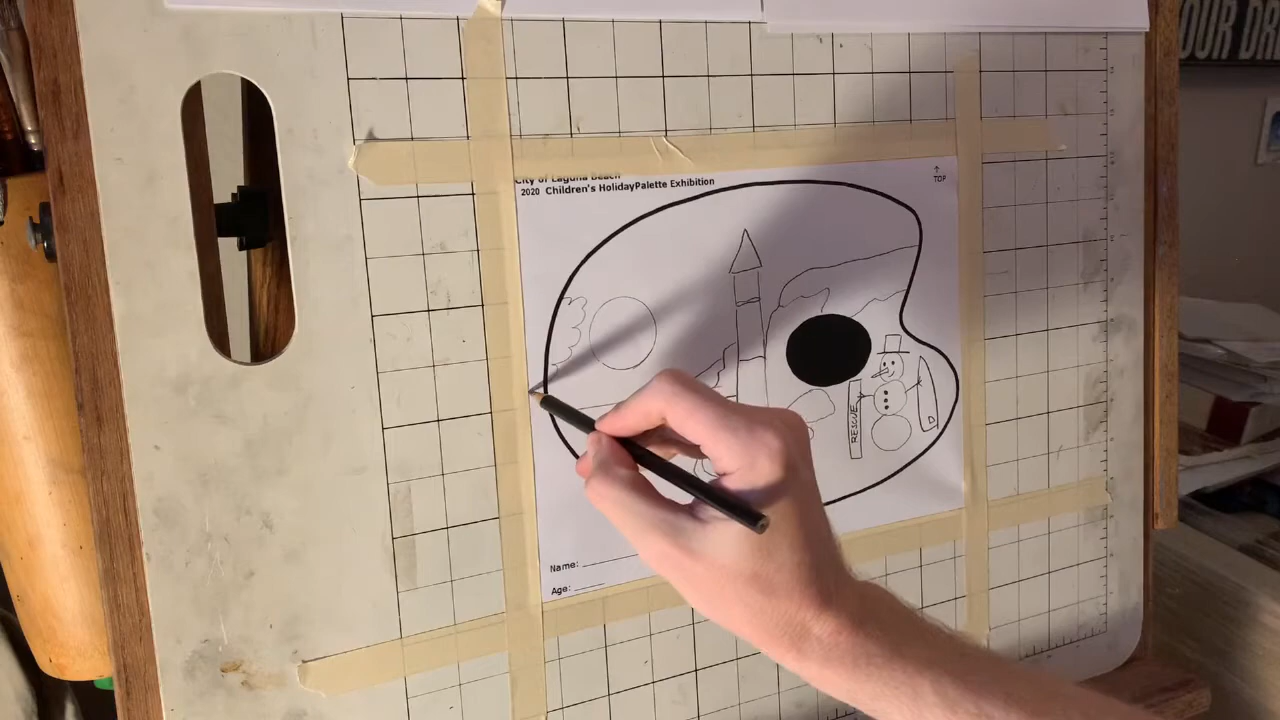 OUR DR
City of Laguna Beach
2020 Children's HolidayPalette Exhibition
↑
TOP
RESCUE
Name:
Age: